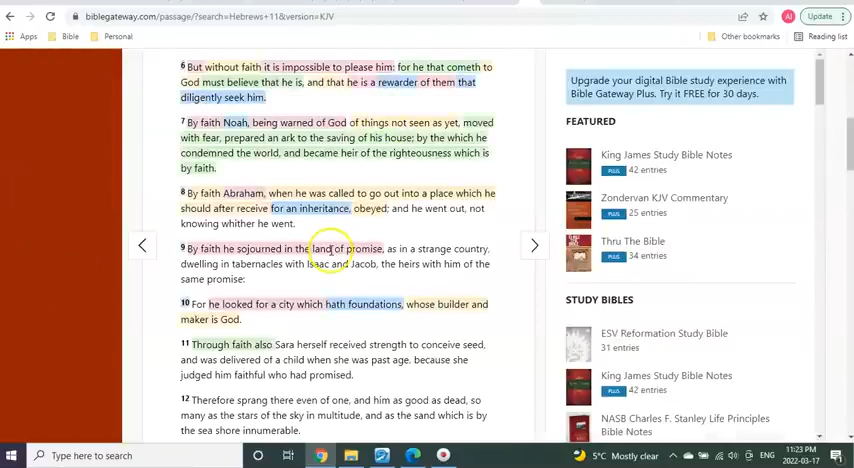 biblegateway.com/passage/?search=Hebrews+11&version=KJV
AI
Update
Apps
Bible
Personal
Other bookmarks
Reading list
6 But without faith it is impossible to please him: for he that cometh to
God must believe that he is, and that he is a rewarder of them that
diligently seek him.
7 By faith Noah, being warned of God of things not seen as yet, moved
with fear, prepared an ark to the saving of his house; by the which he
condemned the world, and became heir of the righteousness which is
by faith.
8 By faith Abraham, when he was called to go out into a place which he
should after receive for an inheritance, obeyed; and he went out, not
knowing whither he went.
9 By faith he sojourned in the land of promise, as in a strange country,
dwelling in tabernacles with Isaac and Jacob, the heirs with him of the
same promise:
10 For he looked for a city which hath foundations, whose builder and
maker is God.
11 Through faith also Sara herself received strength to conceive seed,
and was delivered of a child when she was past age, because she
judged him faithful who had promised.
12 Therefore sprang there even of one, and him as good as dead, so
many as the stars of the sky in multitude, and as the sand which is by
the sea shore innumerable.
Upgrade your digital Bible study experience with
Bible Gateway Plus. Try it FREE for 30 days.
FEATURED
King James Study Bible Notes
PLUS 42 entries
Zondervan KJV Commentary
PLUS 25 entries
Thru The Bible
PLUS 34 entries
STUDY BIBLES
ESV Reformation Study Bible
31 entries
King James Study Bible Notes
PLUS 42 entries
NASB Charles F. Stanley Life Principles
Bible Notes
Type here to search
5°C Mostly clear
ENG
11:23 PM
2022-03-17